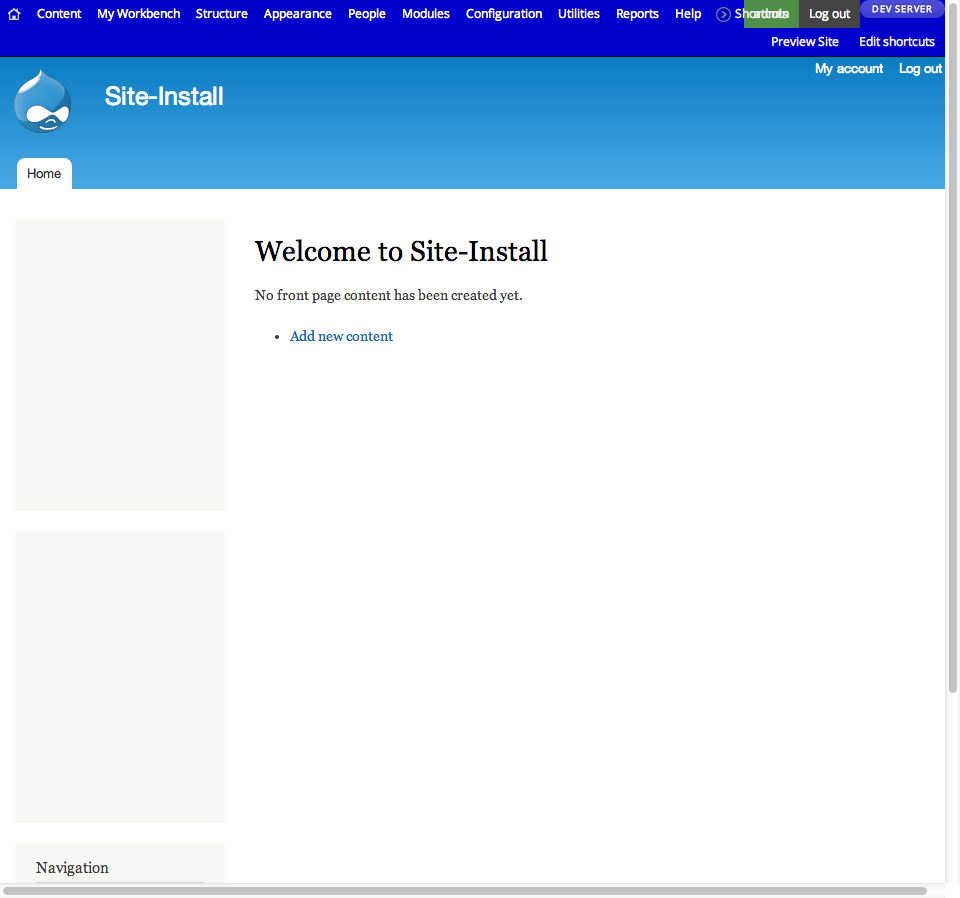 Content My Workbench Structure Appearance People Modules Configuration Utilities Reports Help Shortcuts Log out DEV SERVER
Preview Site Edit shortcuts
My account Log out
Site-Install
Home
Welcome to Site-Install
No front page content has been created yet.
• Add new content
Navigation